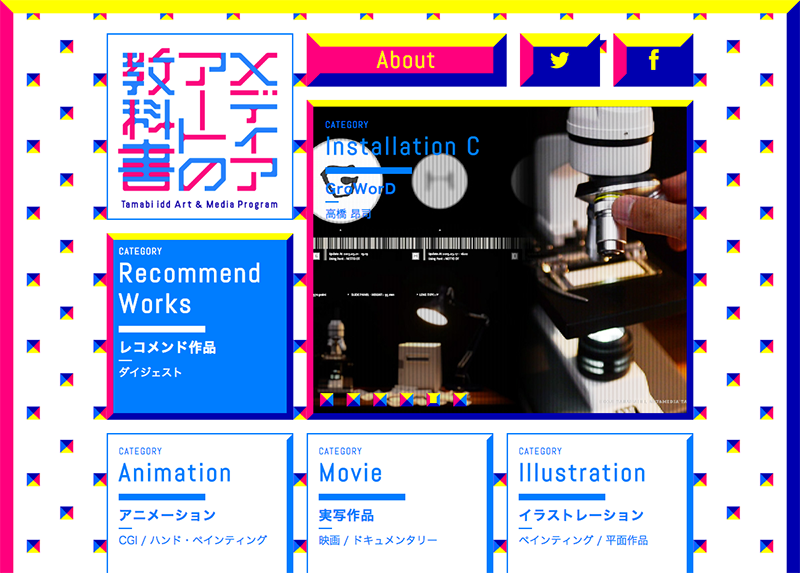 メディア
アートの
教科書
Tamabi idd Art & Media Program
About
CATEGORY
Installation C
GroWorD
高橋 昂司
CATEGORY
Recommend
Works
レコメンド作品
ダイジェスト
CATEGORY
Animation
アニメーション
CGI / ハンド・ペインティング
CATEGORY
Movie
実写作品
映画 / ドキュメンタリー
CATEGORY
Illustration
イラストレーション
ペインティング / 平面作品